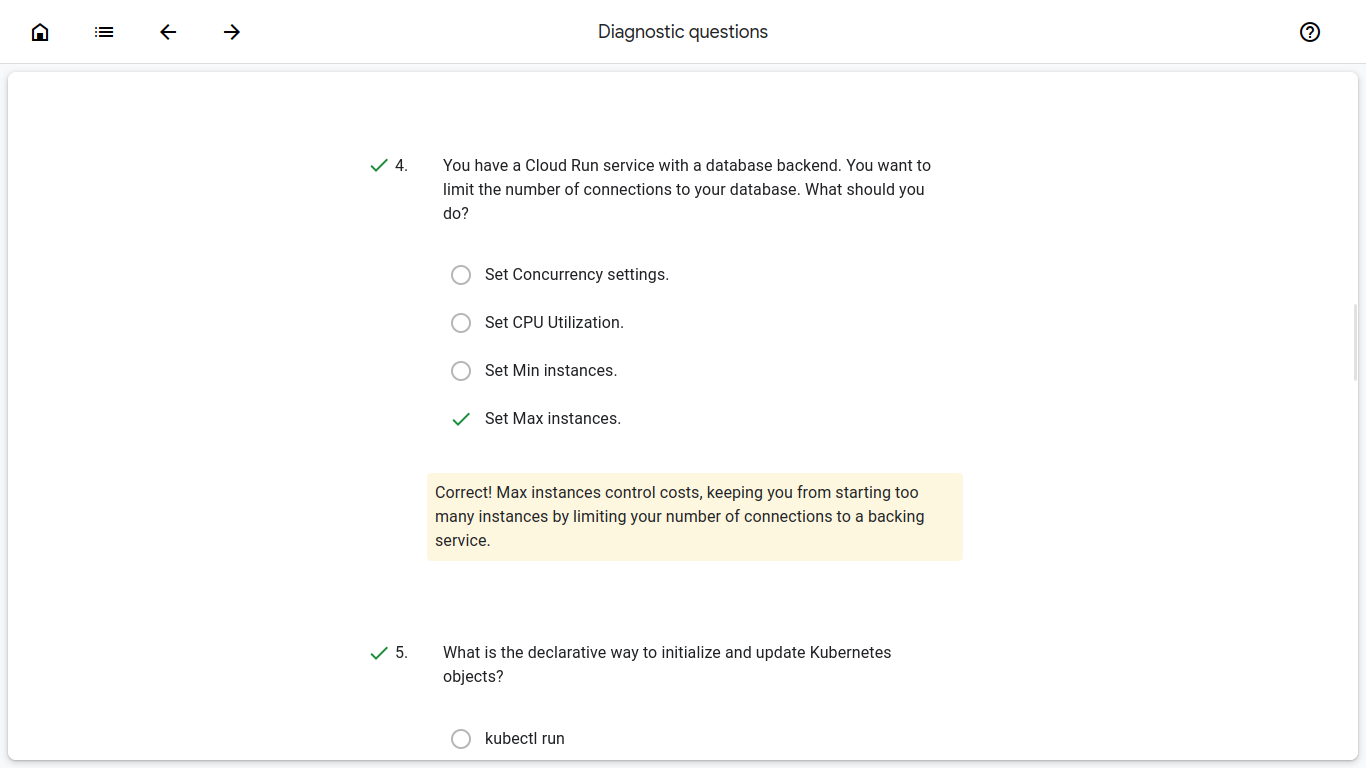 Diagnostic questions
4.
You have a Cloud Run service with a database backend. You want to
limit the number of connections to your database. What should you
do?
Set Concurrency settings.
Set CPU Utilization.
Set Min instances.
Set Max instances.
Correct! Max instances control costs, keeping you from starting too
many instances by limiting your number of connections to a backing
service.
5.
What is the declarative way to initialize and update Kubernetes
objects?
kubectl run